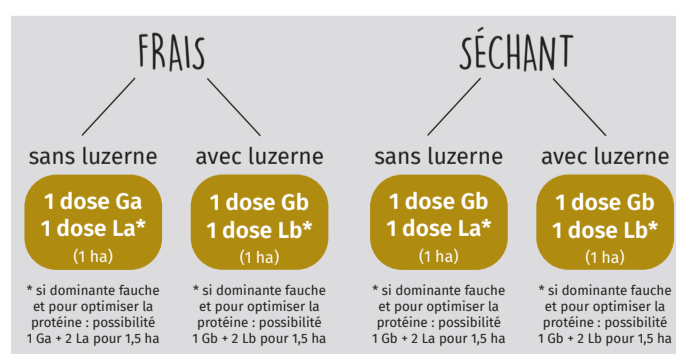 FRAIS
SÉCHANT
sans luzerne
avec luzerne
sans luzerne
avec luzerne
1 dose Ga
1 dose La*
(1 ha)
1 dose Gb
1 dose Lb*
(1 ha)
1 dose Gb
1 dose La*
(1 ha)
1 dose Gb
1 dose Lb*
(1 ha)
* si dominante fauche
et pour optimiser la
protéine : possibilité
1 Ga + 2 La pour 1,5 ha
* si dominante fauche
et pour optimiser la
protéine : possibilité
1 Gb + 2 Lb pour 1,5 ha
* si dominante fauche
et pour optimiser la
protéine : possibilité
1 Gb + 2 La pour 1,5 ha
* si dominante fauche
et pour optimiser la
protéine : possibilité
1 Gb + 2 Lb pour 1,5 ha